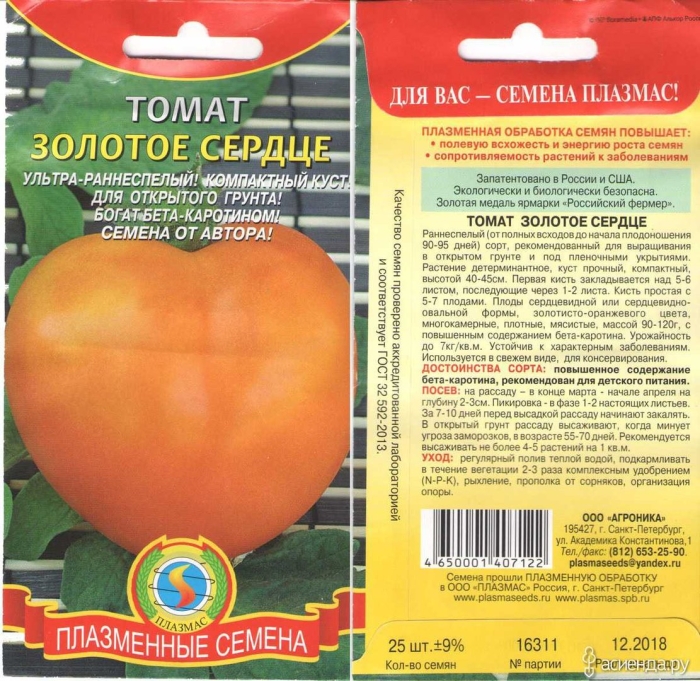 ТОМАТ
ЗОЛОТОЕ СЕРДЦЕ
УЛЬТРА-РАННЕСПЕЛЫЙ! КОМПАКТНЫЙ КУСТ
ДЛЯ ОТКРЫТОГО ГРУНТА!
БОГАТ БЕТА-КАРОТИНОМ!
СЕМЕНА ОТ АВТОРА!
ПЛАЗМАС
ПЛАЗМЕННЫЕ СЕМЕНА
ДЛЯ ВАС — СЕМЕНА ПЛАЗМАС!
ПЛАЗМЕННАЯ ОБРАБОТКА СЕМЯН ПОВЫШАЕТ:
• полевую всхожесть и энергию роста семян
• сопротивляемость растений к заболеваниям
Запатентовано в России и США.
Экологически и биологически безопасна.
Золотая медаль ярмарки «Российский фермер».
Качество семян проверено аккредитованной лабораторией
и соответствует ГОСТ 32 592-2013.
ТОМАТ ЗОЛОТОЕ СЕРДЦЕ
Раннеспелый (от полных всходов до начала плодоношения
90-95 дней) сорт, рекомендованный для выращивания
в открытом грунте и под пленочными укрытиями.
Растение детерминантное, куст прочный, компактный,
высотой 40-45см. Первая кисть закладывается над 5-6
листом, последующие через 1-2 листа. Кисть простая с
5-7 плодами. Плоды сердцевидной или сердцевидно-
овальной формы, золотисто-оранжевого цвета,
многокамерные, плотные, мясистые, массой 90-120г, с
повышенным содержанием бета-каротина. Урожайность
до 7кг/кв.м. Устойчив к характерным заболеваниям.
Используется в свежем виде, для консервирования.
ДОСТОИНСТВА СОРТА: повышенное содержание
бета-каротина, рекомендован для детского питания.
ПОСЕВ: на рассаду – в конце марта - начале апреля на
глубину 2-3см. Пикировка - в фазе 1-2 настоящих листьев.
За 7-10 дней перед высадкой рассаду начинают закалять.
В открытый грунт рассаду высаживают, когда минует
угроза заморозков, в возрасте 55-70 дней. Рекомендуется
высаживать не более 4-5 растений на 1 кв.м.
УХОД: регулярный полив теплой водой, подкармливать
в течение вегетации 2-3 раза комплексным удобрением
(N-P-K), рыхление, прополка от сорняков, организация
опоры.
4 650001 407122
ООО «АГРОНИКА»
195427, г. Санкт-Петербург,
ул. Академика Константинова,1
Тел./факс: (812) 653-25-90
plasmaseeds@yandex.ru
Семена прошли ПЛАЗМЕННУЮ ОБРАБОТКУ
в ООО «ПЛАЗМАС» Россия, г. Санкт-Петербург
www.plasmaseeds.ru www.plasmas.spb.ru
25 шт.±9% 16311 12.2018
Кол-во семян № партии
асиенда.ру